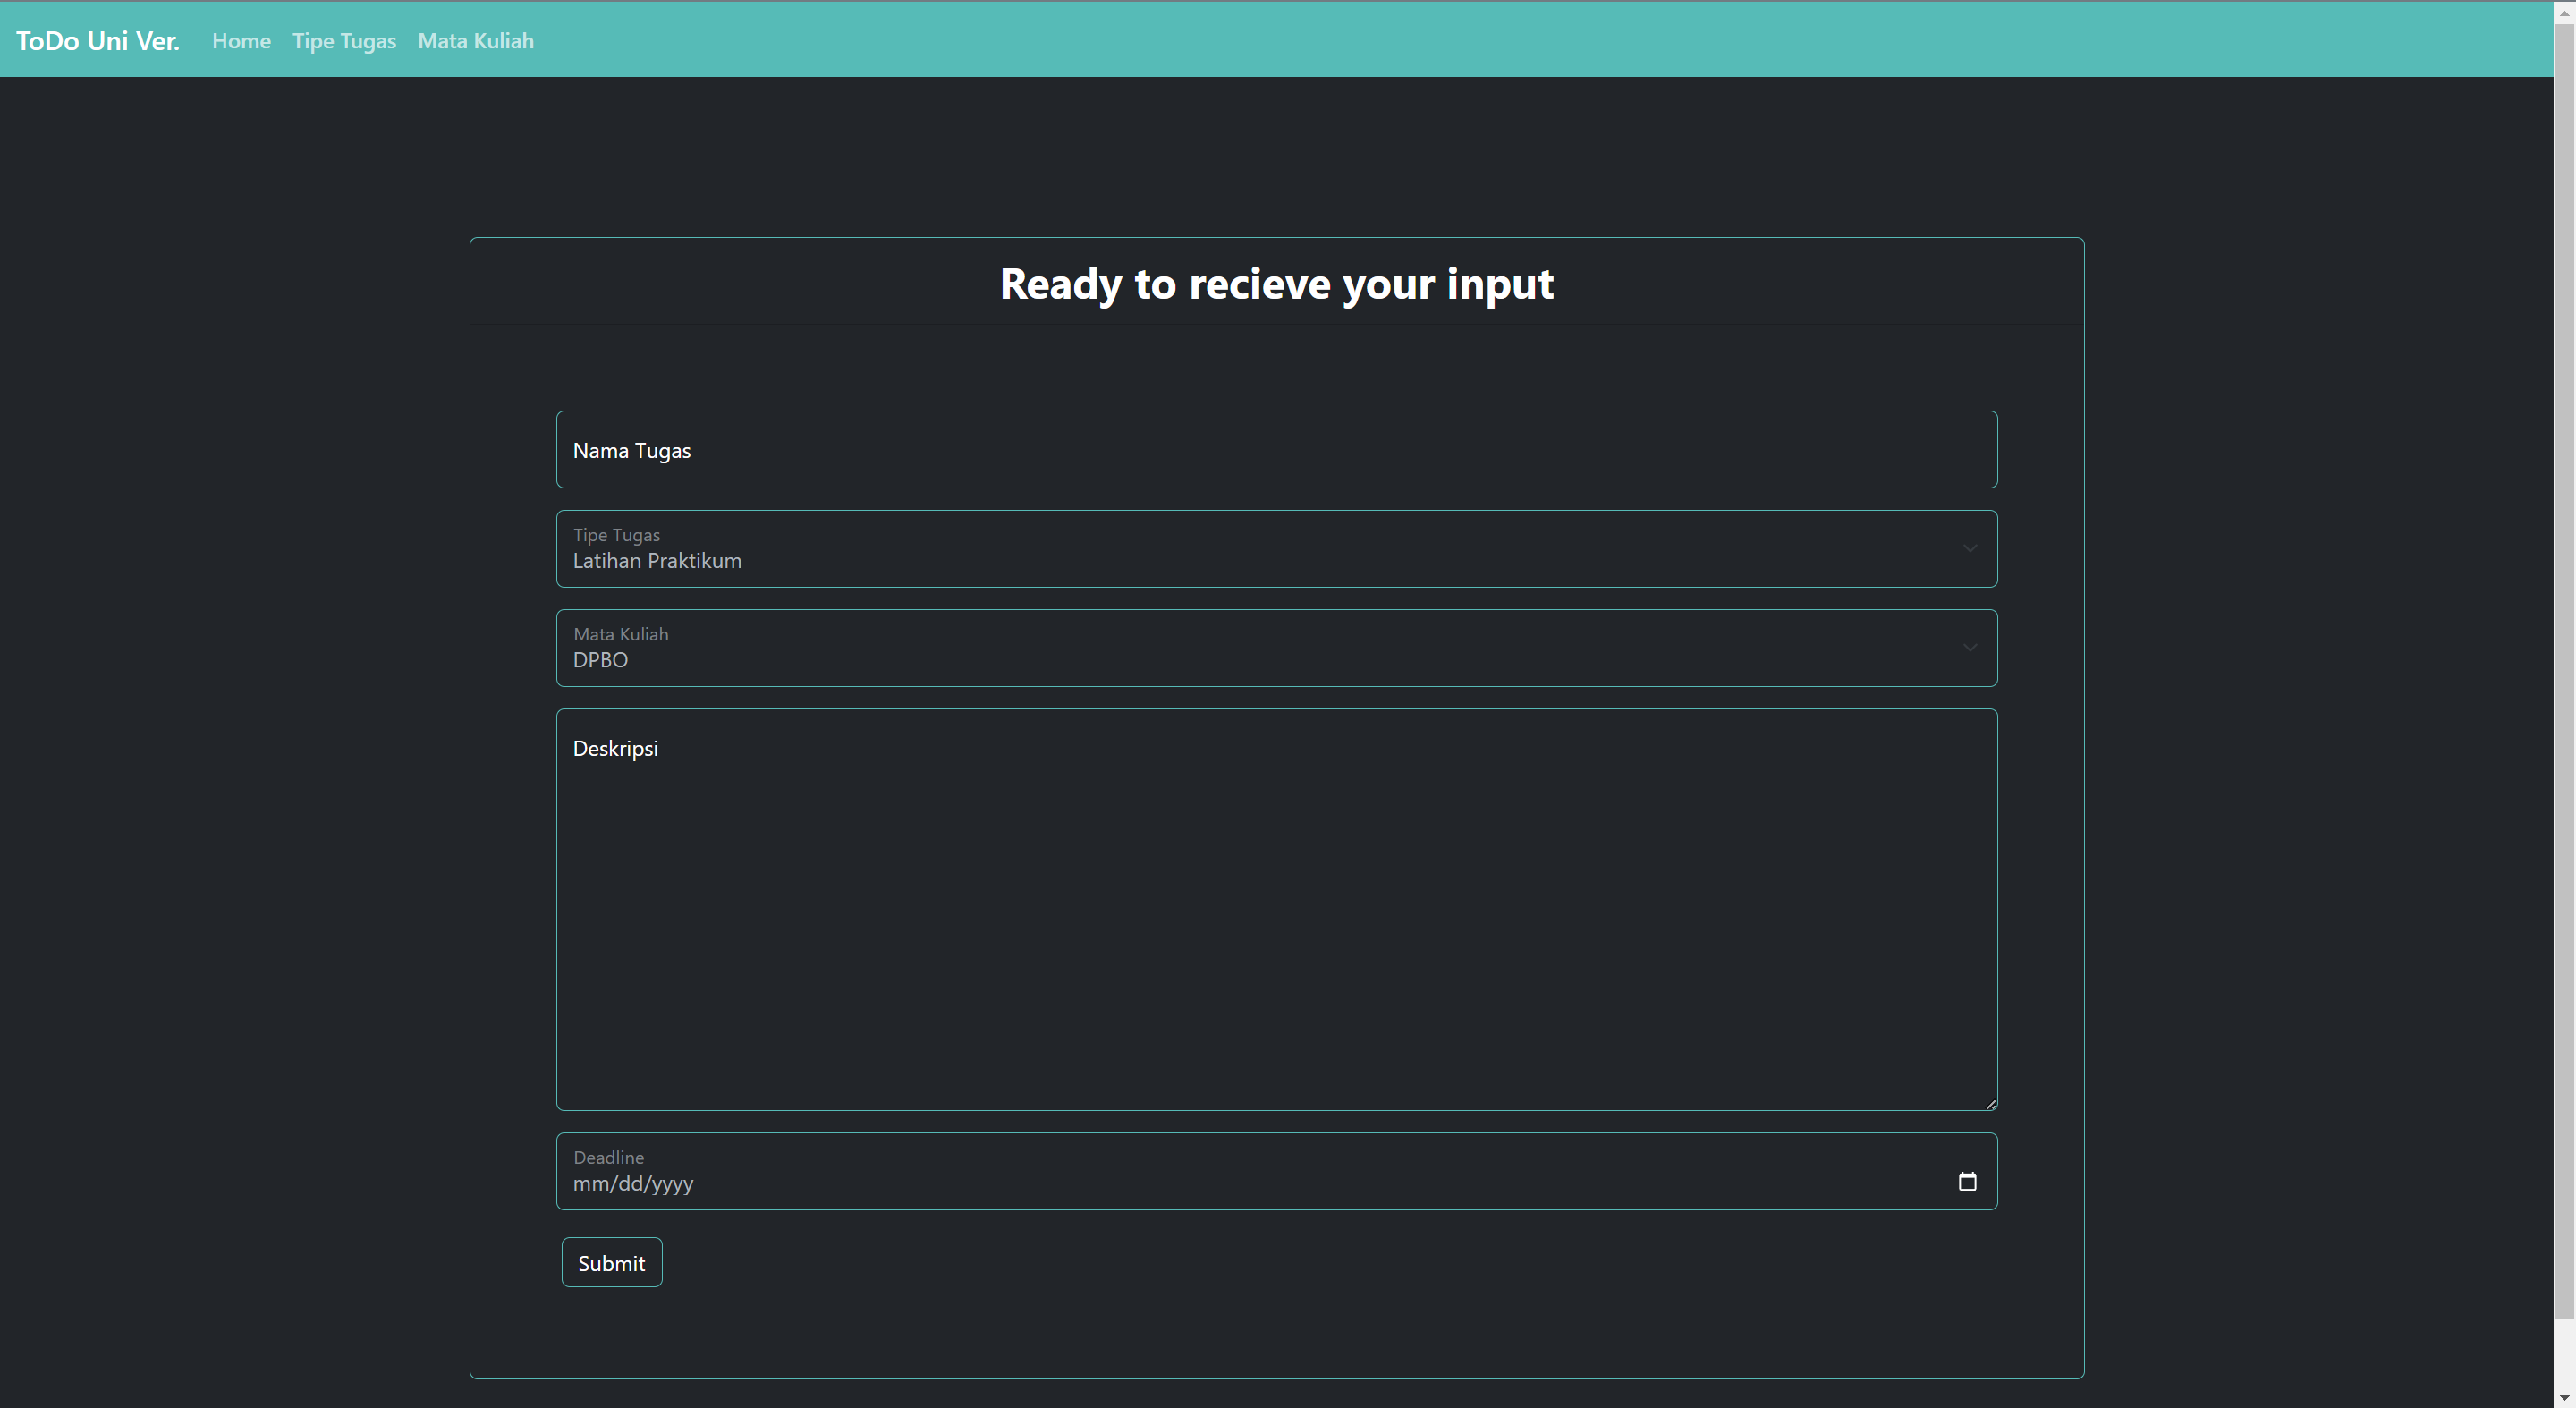 ToDo Uni Ver. Home Tipe Tugas Mata Kuliah
Ready to recieve your input
Nama Tugas
Tipe Tugas
Latihan Praktikum
Mata Kuliah
DPBO
Deskripsi
Deadline
mm/dd/yyyy
Submit